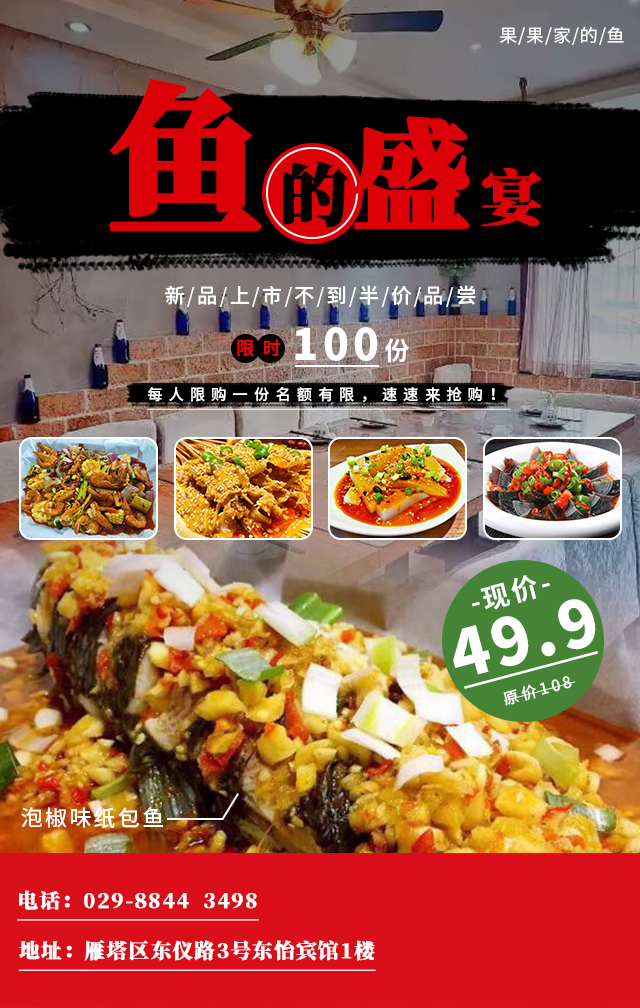 果/果/家/的/鱼
鱼的盛宴
新/品/上/市/不/到/半/价/品/尝
限时100份
每人限购一份名额有限，速速来抢购！
-现价-
49.9
原价108
泡椒味纸包鱼
电话：029-8844 3498
地址：雁塔区东仪路3号东怡宾馆1楼